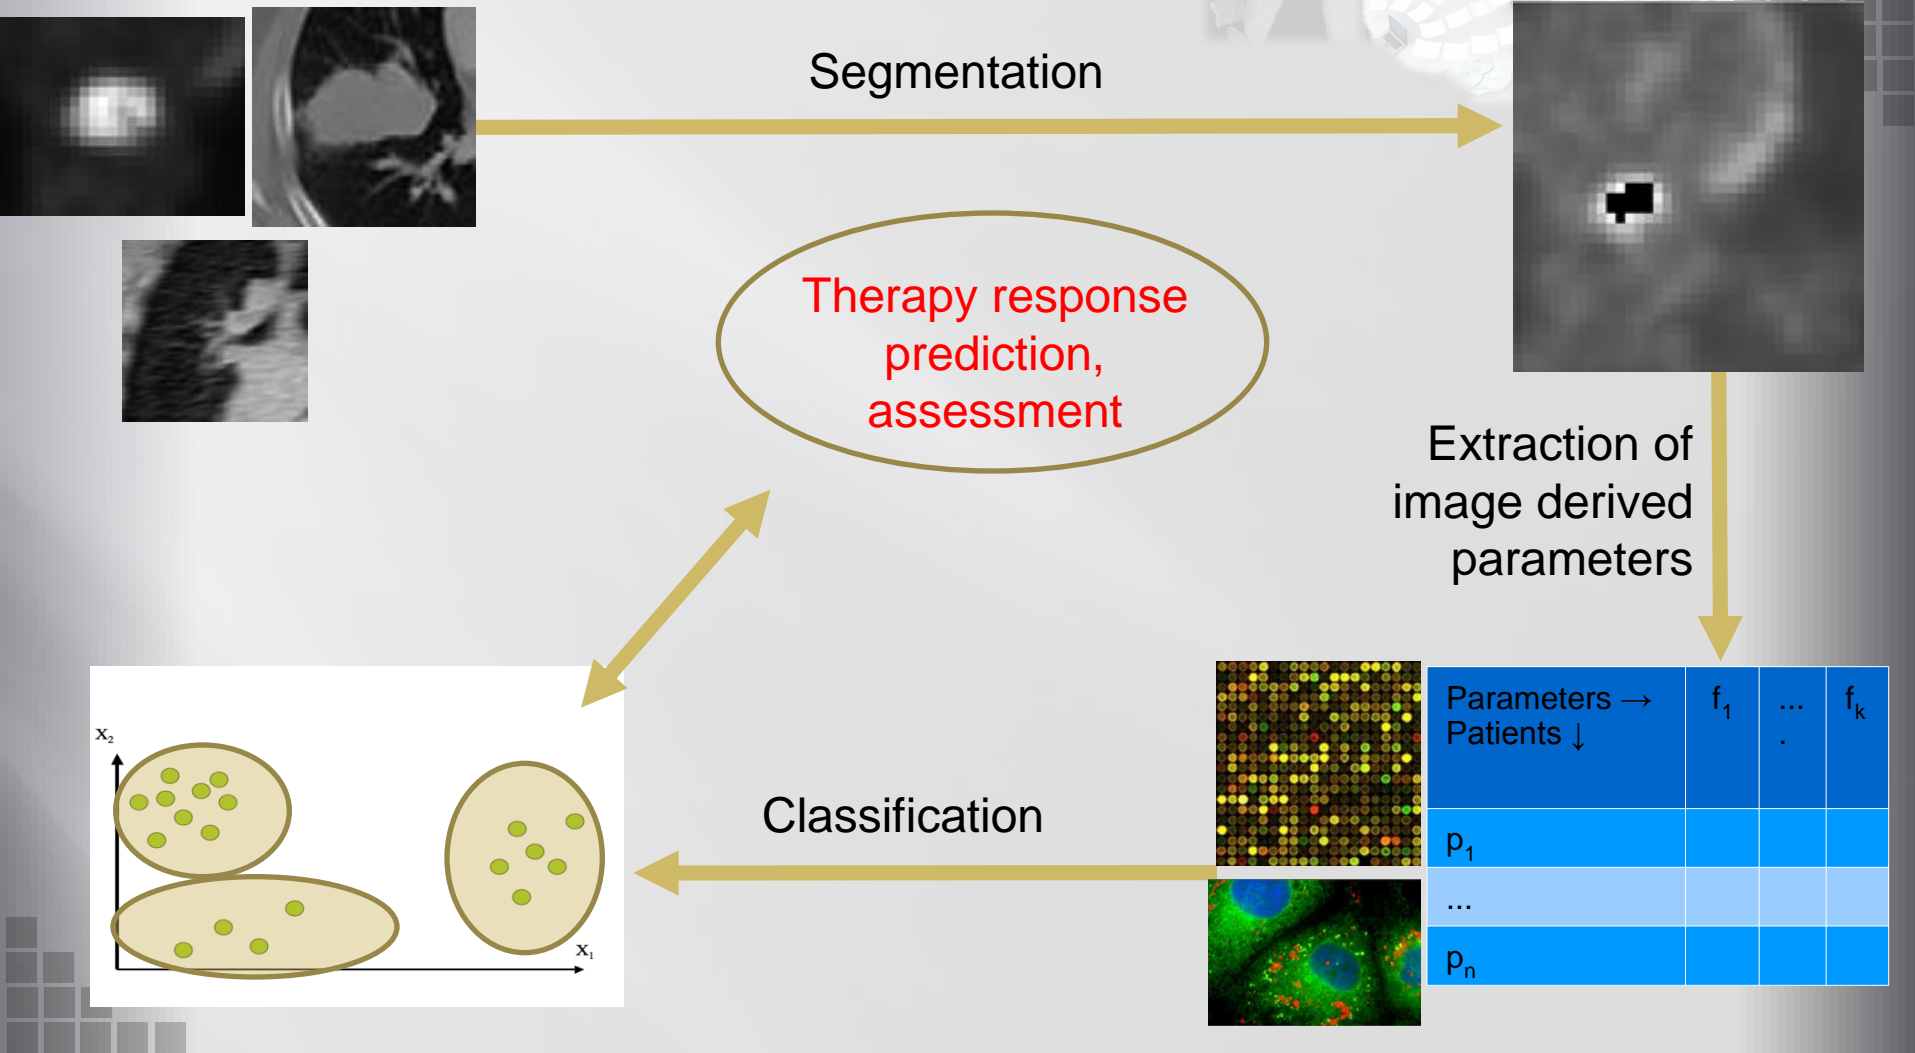 Segmentation
Therapy response
prediction,
assessment
Extraction of
image derived
parameters
Parameters → f₁ ... fₖ
Patients ↓ .
p₁
...
pₙ
Classification
X₂
X₁